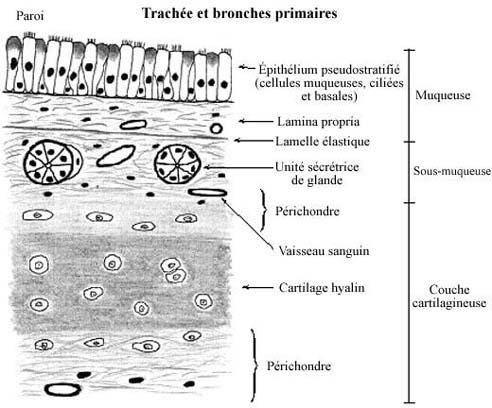 Paroi
Trachée et bronches primaires
Épithélium pseudostratifié
(cellules muqueuses, ciliées
et basales)
Muqueuse
Lamina propria
Lamelle élastique
Unité sécrétrice
de glande
Sous-muqueuse
Périchondre
Vaisseau sanguin
Cartilage hyalin
Couche
cartilagineuse
Périchondre